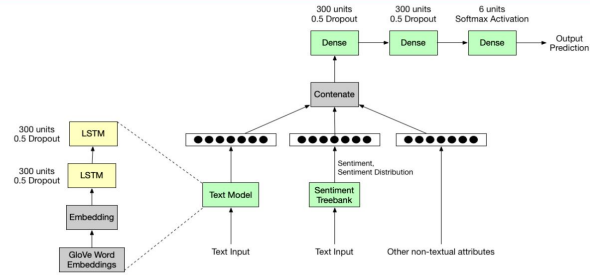 300 units
0.5 Dropout
300 units
0.5 Dropout
6 units
Softmax Activation
Dense
Dense
Dense
Output
Prediction
Contenate
300 units
0.5 Dropout
LSTM
300 units
0.5 Dropout
LSTM
Sentiment,
Sentiment Distribution
Text Model
Sentiment
Treebank
Embedding
GloVe Word
Embeddings
Text Input
Text Input
Other non-textual attributes